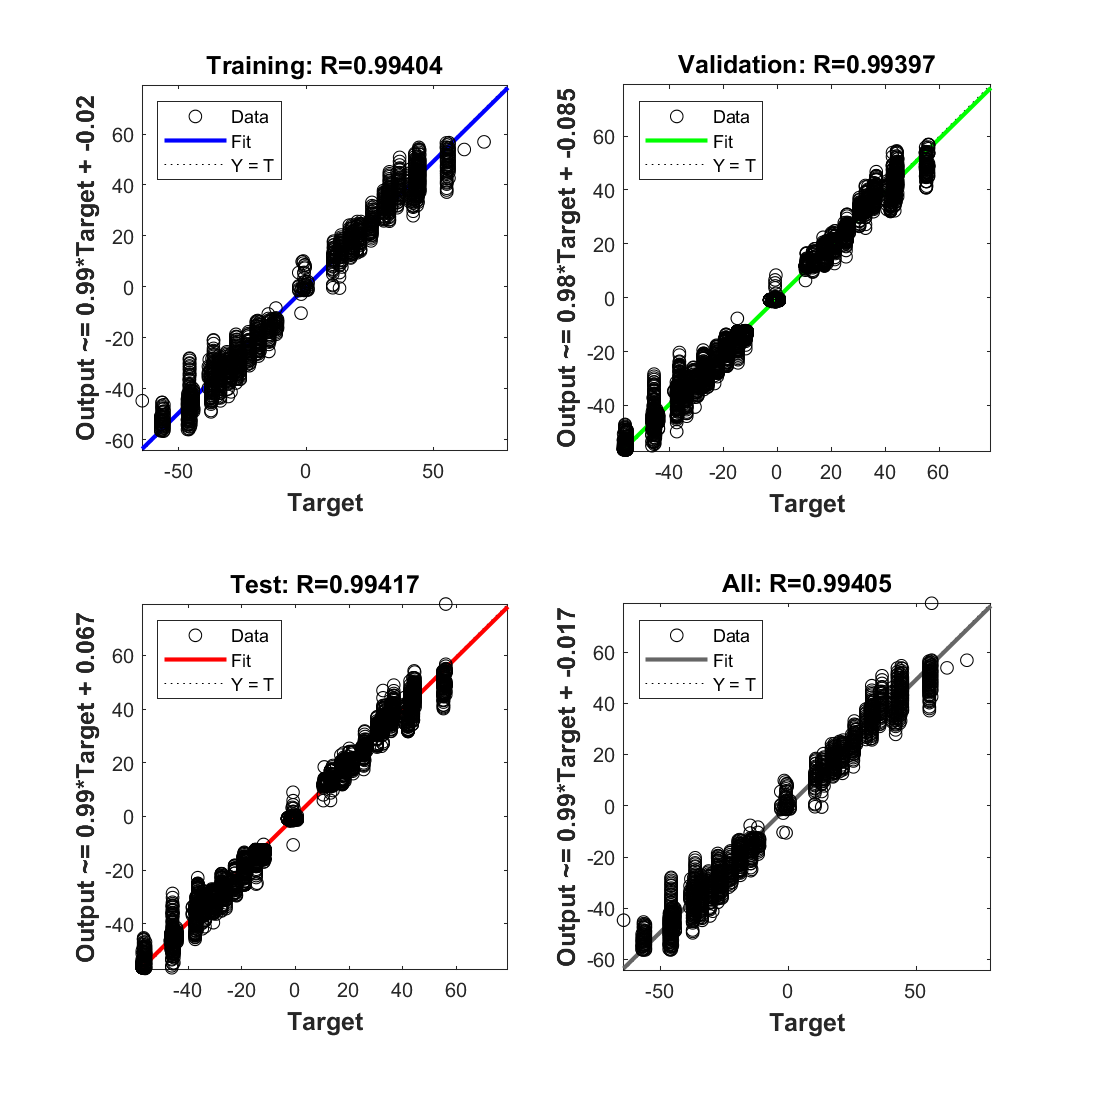 Training: R=0.99404
Output ~= 0.99*Target + -0.02
Data
Fit
Y = T
60
40
20
0
-20
-40
-60
-50
0
50
Target
Validation: R=0.99397
Output ~= 0.98*Target + -0.085
Data
Fit
Y = T
60
40
20
0
-20
-40
-40
-20
0
20
40
60
Target
Test: R=0.99417
Output ~= 0.99*Target + 0.067
Data
Fit
Y = T
60
40
20
0
-20
-40
-40
-20
0
20
40
60
Target
All: R=0.99405
Output ~= 0.99*Target + -0.017
Data
Fit
Y = T
60
40
20
0
-20
-40
-60
-50
0
50
Target